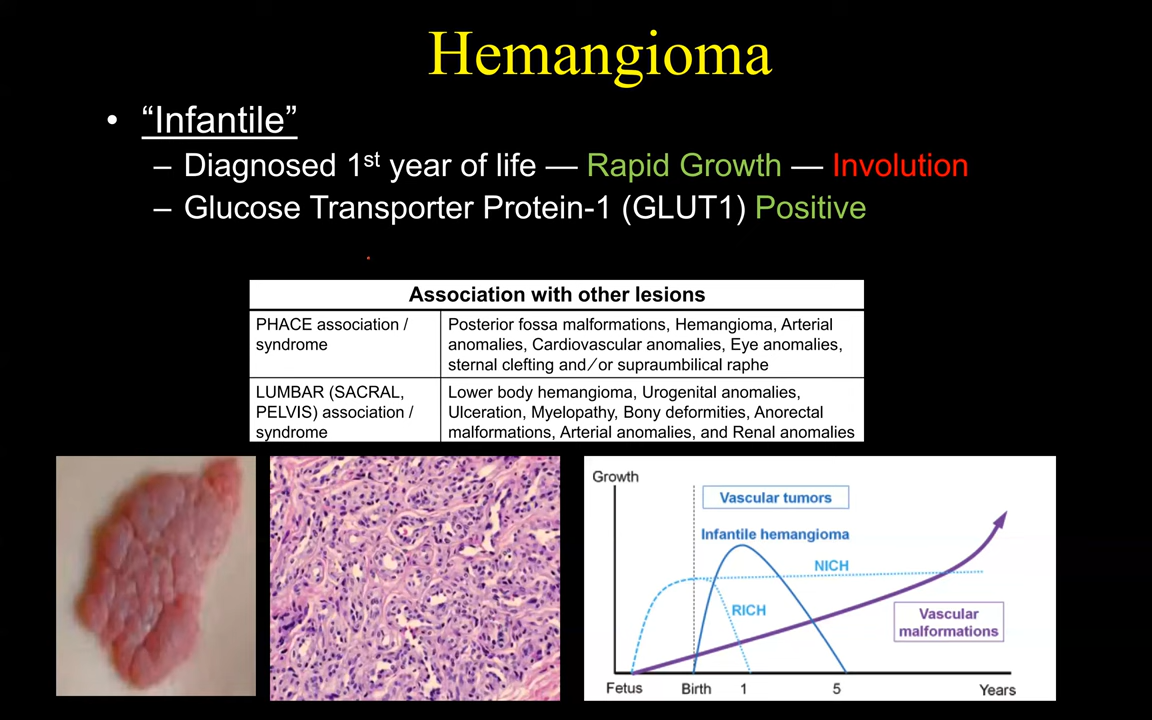 Hemangioma
• “Infantile”
– Diagnosed 1st year of life — Rapid Growth — Involution
– Glucose Transporter Protein-1 (GLUT1) Positive
Association with other lesions
PHACE association /
syndrome
Posterior fossa malformations, Hemangioma, Arterial
anomalies, Cardiovascular anomalies, Eye anomalies,
sternal clefting and/or supraumbilical raphe
LUMBAR (SACRAL,
PELVIS) association /
syndrome
Lower body hemangioma, Urogenital anomalies,
Ulceration, Myelopathy, Bony deformities, Anorectal
malformations, Arterial anomalies, and Renal anomalies
Growth
Vascular tumors
Infantile hemangioma
NICH
RICH
Vascular
malformations
Fetus Birth 1 5 Years